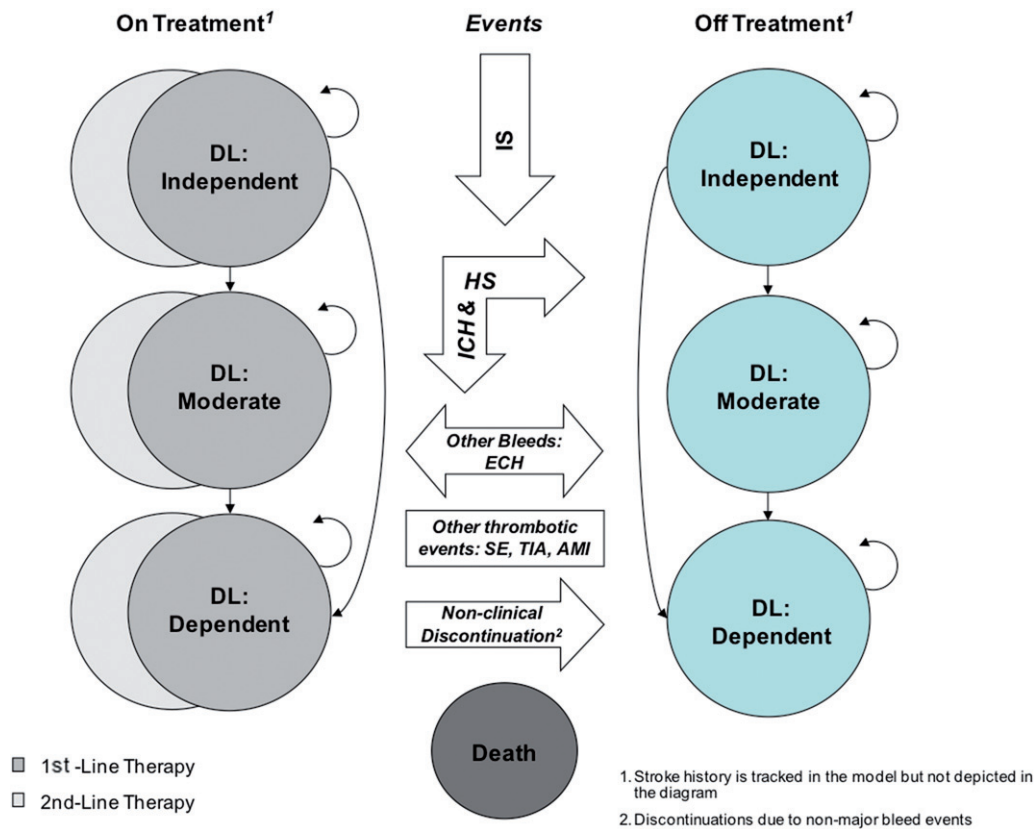 On Treatment1
Events
Off Treatment1
DL:
Independent
IS
DL:
Independent
HS
ICH &
DL:
Moderate
DL:
Moderate
Other Bleeds:
ECH
Other thrombotic
events: SE, TIA, AMI
DL:
Dependent
Non-clinical
Discontinuation2
DL:
Dependent
Death
1st -Line Therapy
2nd-Line Therapy
1. Stroke history is tracked in the model but not depicted in
the diagram
2. Discontinuations due to non-major bleed events